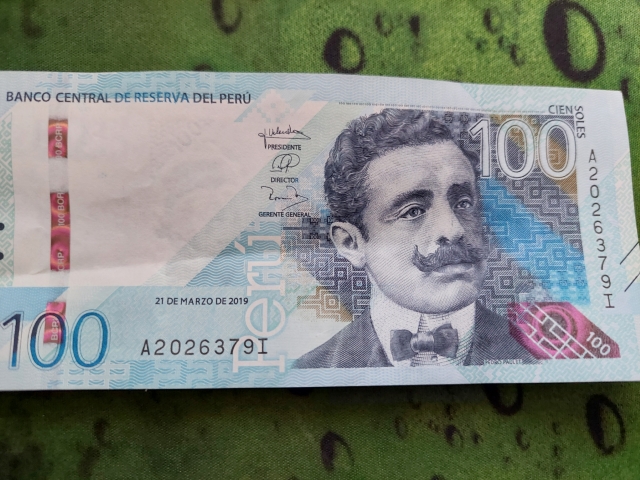 BANCO CENTRAL DE RESERVA DEL PERÚ
CIEN
SOLES
100
PRESIDENTE
DIRECTOR
GERENTE GENERAL
A2026379I
21 DE MARZO DE 2019
Perú
100
A2026379I
100